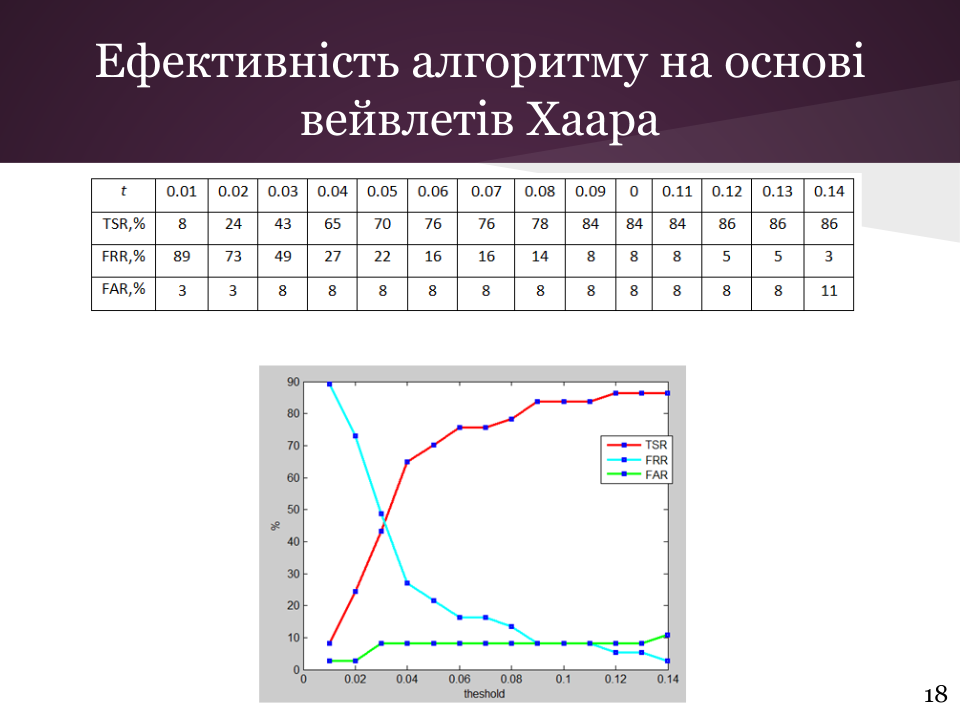 Ефективність алгоритму на основі
вейвлетів Хаара
t 0.01 0.02 0.03 0.04 0.05 0.06 0.07 0.08 0.09 0 0.11 0.12 0.13 0.14
TSR,% 8 24 43 65 70 76 76 78 84 84 84 86 86 86
FRR,% 89 73 49 27 22 16 16 14 8 8 8 5 5 3
FAR,% 3 3 8 8 8 8 8 8 8 8 8 8 8 11
90
80
70
60
50
40
30
20
10
0
%
TSR
FRR
FAR
0 0.02 0.04 0.06 0.08 0.1 0.12 0.14
theshold
18